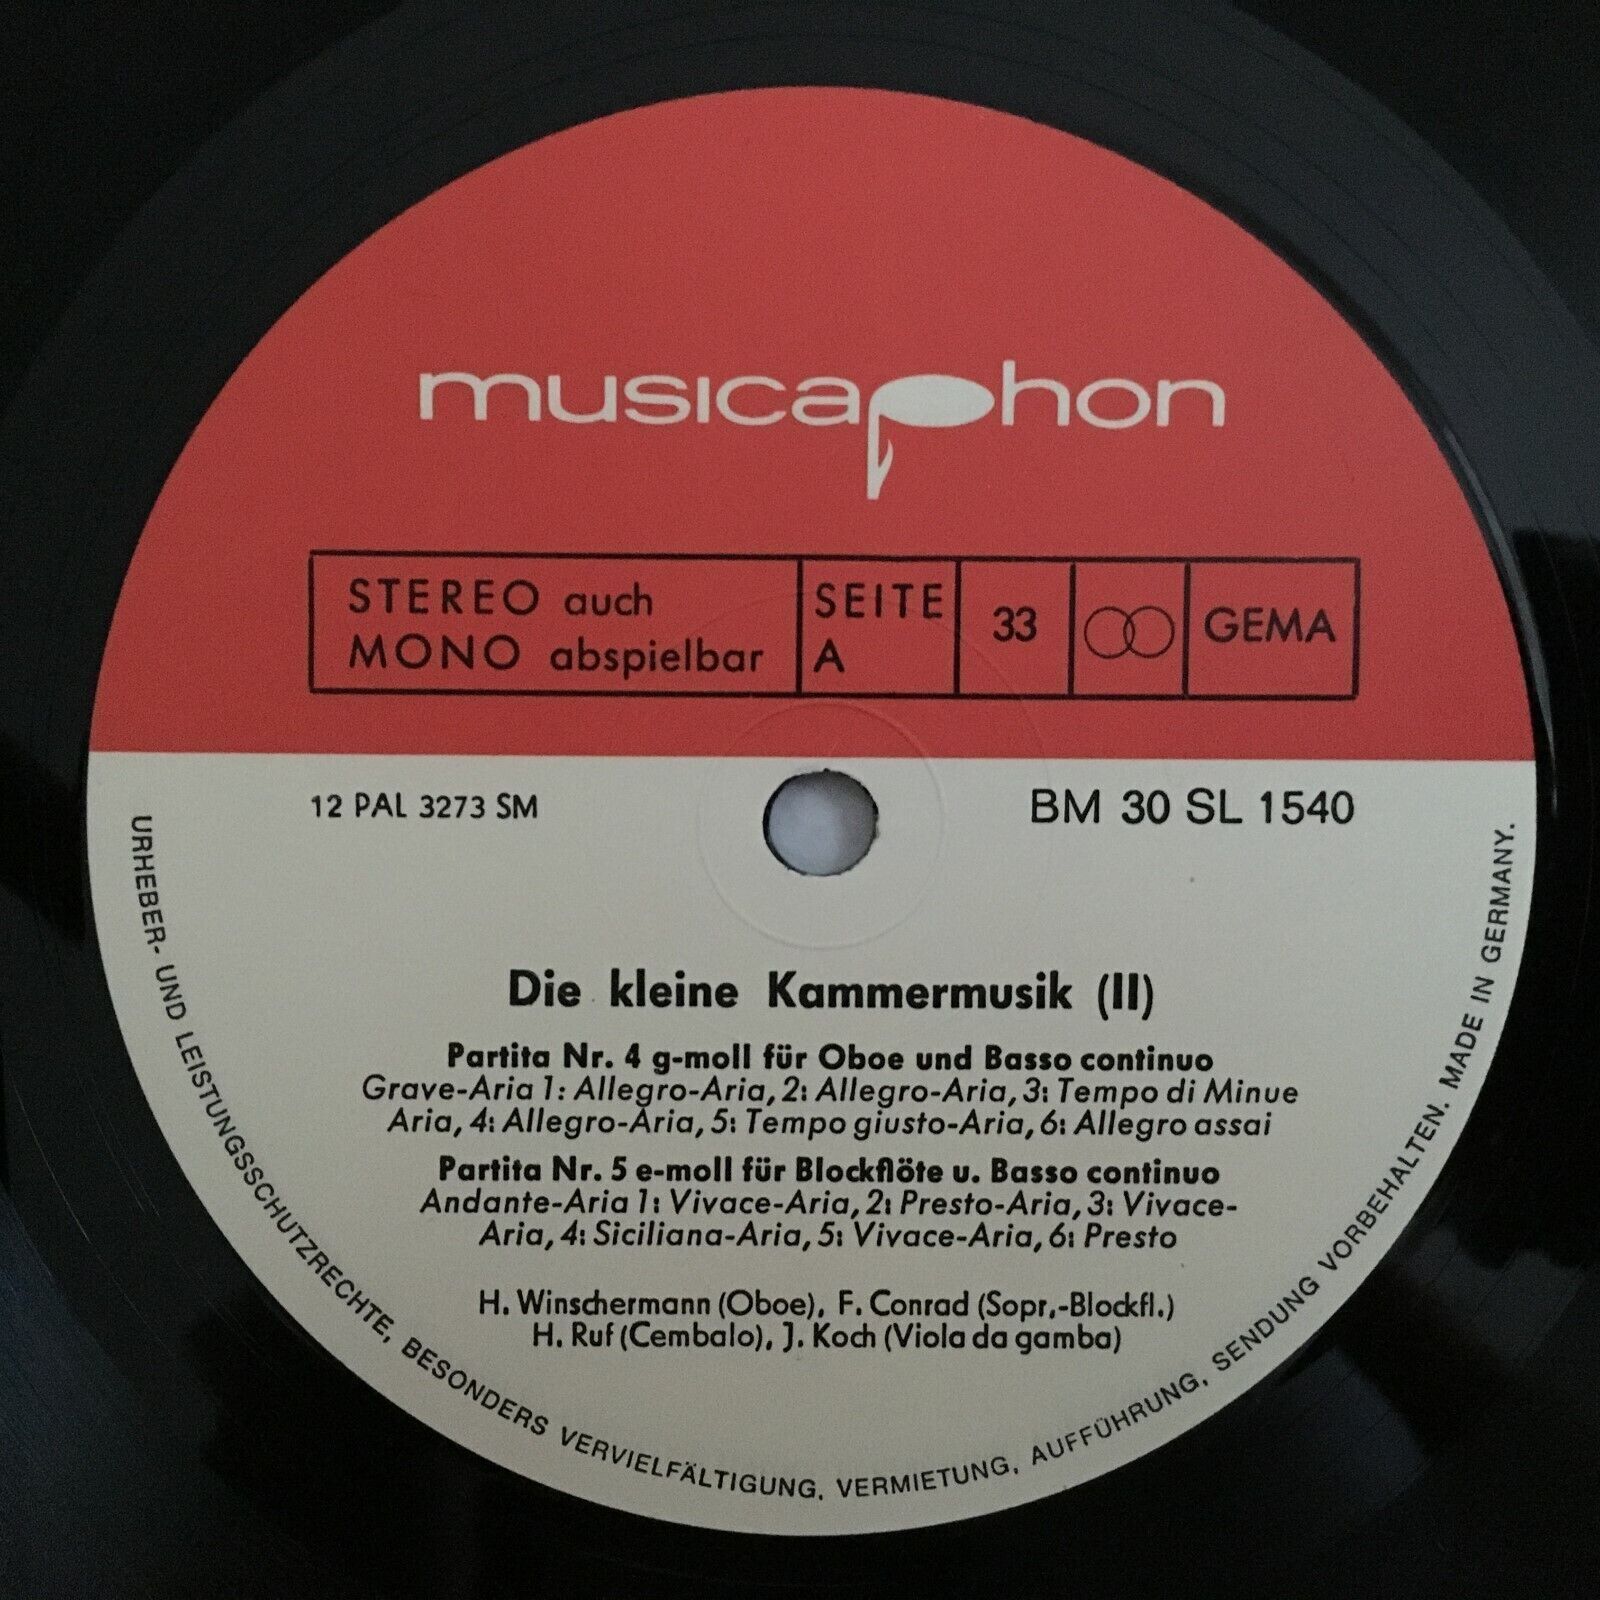 musicaphon
STEREO auch
MONO abspielbar
SEITE
A
33
GEMA
12 PAL 3273 SM
BM 30 SL 1540
Die kleine Kammermusik (II)
Partita Nr. 4 g-moll für Oboe und Basso continuo
Grave-Aria 1: Allegro-Aria, 2: Allegro-Aria, 3: Tempo di Minue
Aria, 4: Allegro-Aria, 5: Tempo giusto-Aria, 6: Allegro assai
Partita Nr. 5 e-moll für Blockflöte u. Basso continuo
Andante-Aria 1: Vivace-Aria, 2: Presto-Aria, 3: Vivace-
Aria, 4: Siciliana-Aria, 5: Vivace-Aria, 6: Presto
H. Winschermann (Oboe), F. Conrad (Sopr,-Blockfl.)
H. Ruf (Cembalo), J. Koch (Viola da gamba)
URHEBER- UND LEISTUNGSSCHUTZRECHTE, BESONDERS VERVIELFÄLTIGUNG, VERMIETUNG, AUFFÜHRUNG, SENDUNG VORBEHALTEN. MADE IN GERMANY.